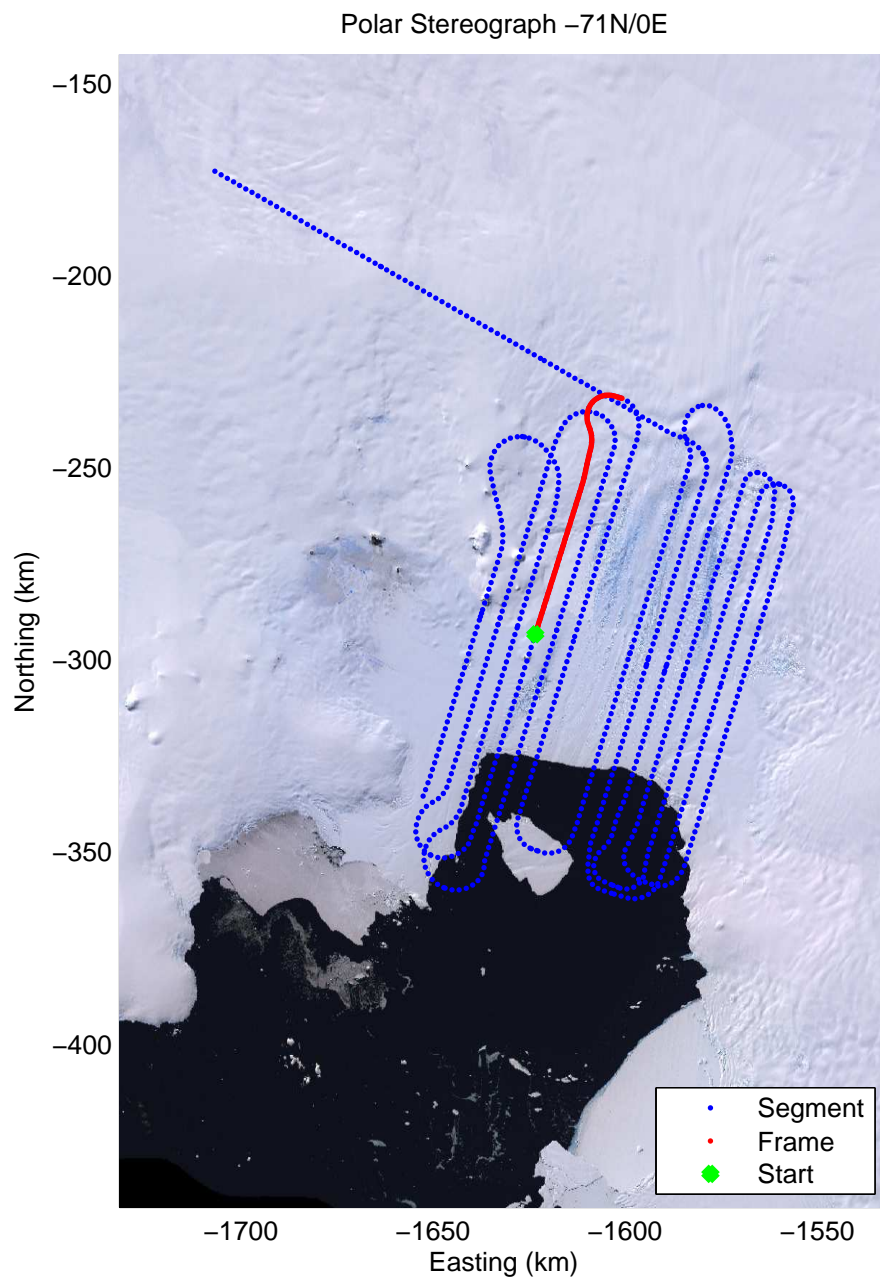 Polar Stereograph −71N/0E
−150
−200
−250
−300
−350
−400
Northing (km)
−1700
−1650
−1600
−1550
Easting (km)
Segment
Frame
Start